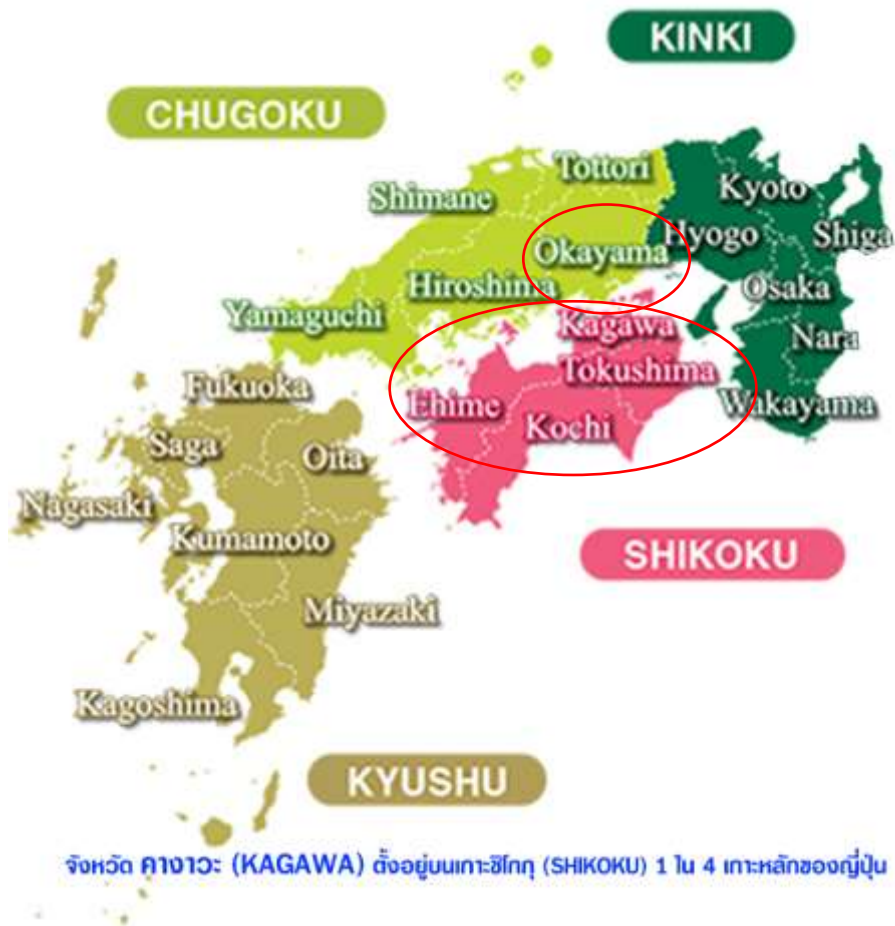 KINKI
CHUGOKU
Tottori
Shimane
Kyoto
Hyogo
Shiga
Okayama
Hiroshima
Osaka
Yamaguchi
Kagawa
Nara
Tokushima
Fukuoka
Ehime
Wakayama
Kochi
Saga
Oita
Nagasaki
Kumamoto
SHIKOKU
Miyazaki
Kagoshima
KYUSHU
จังหวัด คางาวะ (KAGAWA) ตั้งอยู่บนเกาะชิโกกุ (SHIKOKU) 1 ใน 4 เกาะหลักของญี่ปุ่น